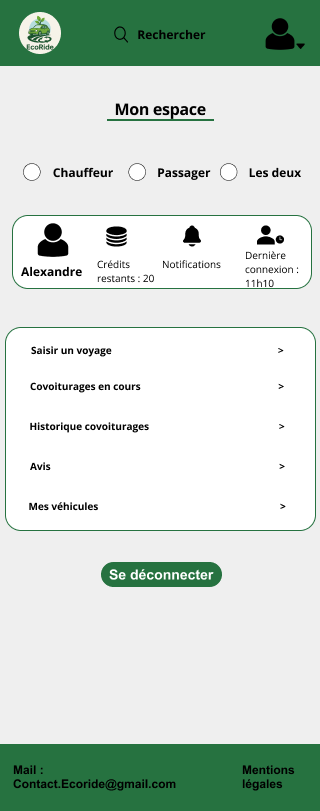 EcoRide
Rechercher
Mon espace
Chauffeur
Passager
Les deux
Alexandre
Crédits
restants : 20
Notifications
Dernière
connexion :
11h10
Saisir un voyage >
Covoiturages en cours >
Historique covoiturages >
Avis >
Mes véhicules >
Se déconnecter
Mail :
Contact.Ecoride@gmail.com
Mentions
légales